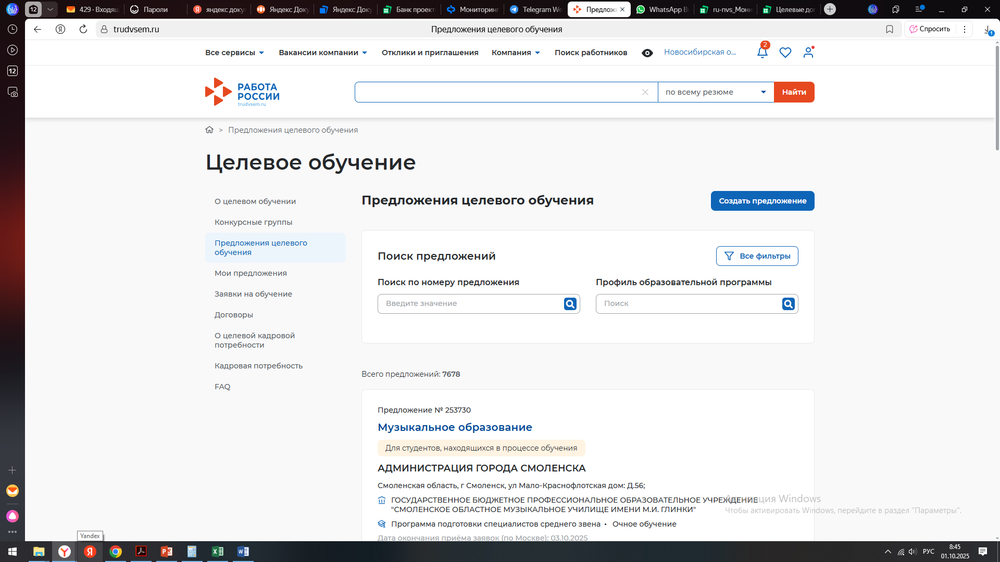 12
429 · Входящ
Пароли
яндекс доку
Яндекс Доку
Яндекс Доку
Банк проект
Мониторинг
Telegram We
Предложе
WhatsApp B
ru-nvs_Мони
Целевые дог
trudvsem.ru
Предложения целевого обучения
Спросить
1
12
Все сервисы
Вакансии компании
Отклики и приглашения
Компания
Поиск работников
Новосибирская о...
2
РАБОТА
РОССИИ
trudvsem.ru
по всему резюме
Найти
> Предложения целевого обучения
Целевое обучение
О целевом обучении
Конкурсные группы
Предложения целевого
обучения
Мои предложения
Заявки на обучение
Договоры
О целевой кадровой
потребности
Кадровая потребность
FAQ
Предложения целевого обучения
Создать предложение
Поиск предложений
Все фильтры
Поиск по номеру предложения
Профиль образовательной программы
Введите значение
Поиск
Всего предложений: 7678
Предложение № 253730
Музыкальное образование
Для студентов, находящихся в процессе обучения
АДМИНИСТРАЦИЯ ГОРОДА СМОЛЕНСКА
Смоленская область, г Смоленск, ул Мало-Краснофлотская дом: Д.56;
ГОСУДАРСТВЕННОЕ БЮДЖЕТНОЕ ПРОФЕССИОНАЛЬНОЕ ОБРАЗОВАТЕЛЬНОЕ УЧРЕЖДЕНИЕ
"СМОЛЕНСКОЕ ОБЛАСТНОЕ МУЗЫКАЛЬНОЕ УЧИЛИЩЕ ИМЕНИ М.И. ГЛИНКИ"
Программа подготовки специалистов среднего звена • Очное обучение
Дата окончания приёма заявок (по Москве): 03.10.2025
Активация Windows
Чтобы активировать Windows, перейдите в раздел "Параметры".
Yandex
РУС
8:45
01.10.2025